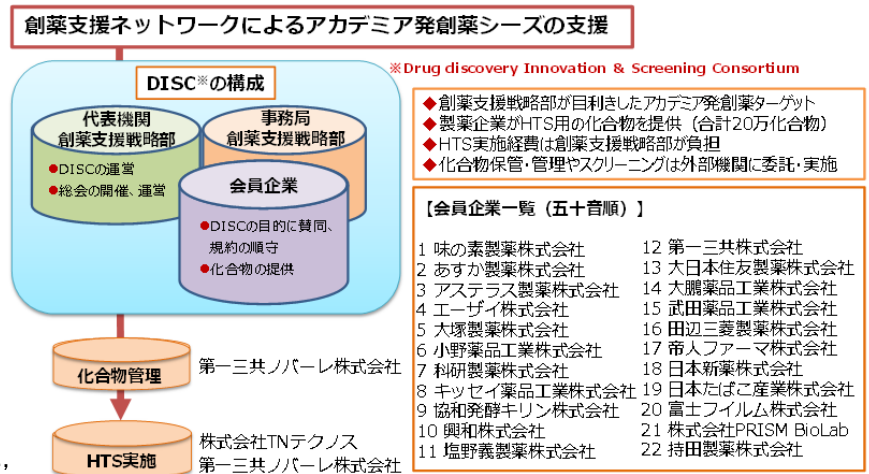 創薬支援ネットワークによるアカデミア発創薬シーズの支援
※Drug discovery Innovation & Screening Consortium
DISC※の構成
代表機関
創薬支援戦略部
●DISCの運営
●総会の開催、運営
事務局
創薬支援戦略部
会員企業
●DISCの目的に賛同、
規約の順守
●化合物の提供
◆創薬支援戦略部が目利きしたアカデミア発創薬ターゲット
◆製薬企業がHTS用の化合物を提供（合計20万化合物）
◆HTS実施経費は創薬支援戦略部が負担
◆化合物保管・管理やスクリーニングは外部機関に委託・実施
【会員企業一覧（五十音順）】
1 味の素製薬株式会社
2 あすか製薬株式会社
3 アステラス製薬株式会社
4 エーザイ株式会社
5 大塚製薬株式会社
6 小野薬品工業株式会社
7 科研製薬株式会社
8 キッセイ薬品工業株式会社
9 協和発酵キリン株式会社
10 興和株式会社
11 塩野義製薬株式会社
12 第一三共株式会社
13 大日本住友製薬株式会社
14 大鵬薬品工業株式会社
15 武田薬品工業株式会社
16 田辺三菱製薬株式会社
17 帝人ファーマ株式会社
18 日本新薬株式会社
19 日本たばこ産業株式会社
20 富士フイルム株式会社
21 株式会社PRISM BioLab
22 持田製薬株式会社
化合物管理
第一三共ノバーレ株式会社
HTS実施
株式会社TNテクノス
第一三共ノバーレ株式会社
,